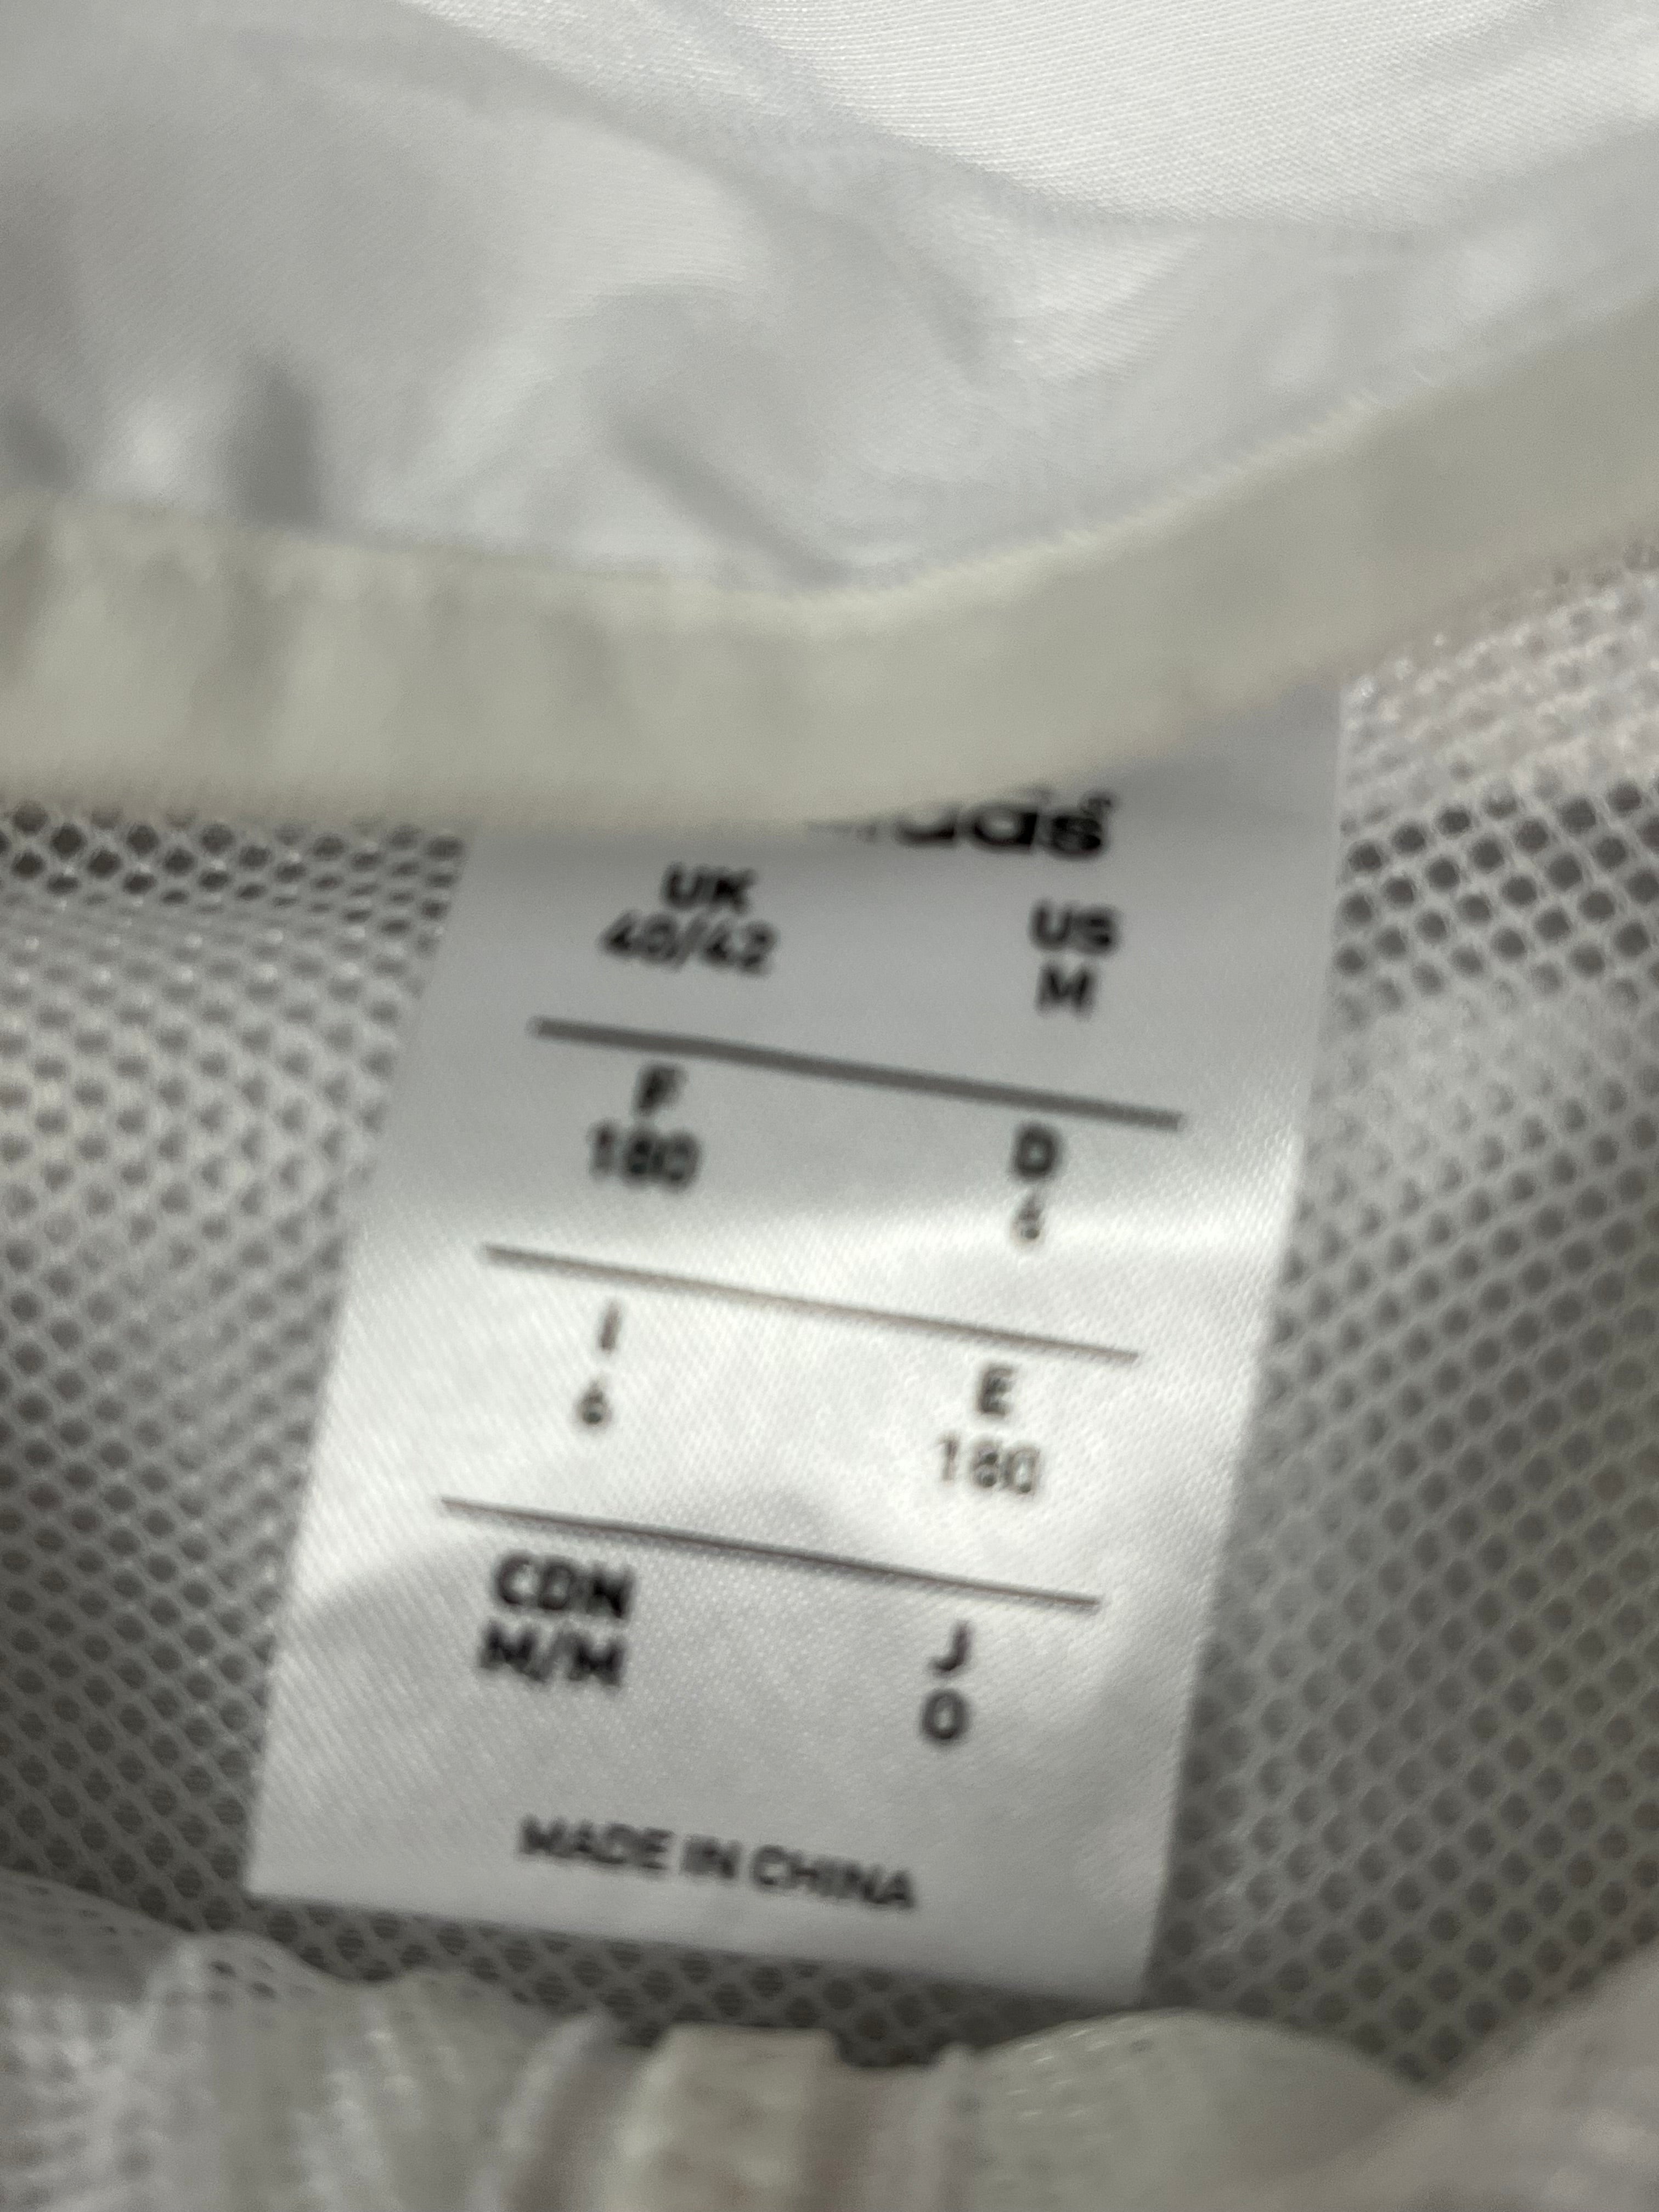 UK US
40/42 M
F D
180 6
I E
6 180
CDN J
M/M O
MADE IN CHINA